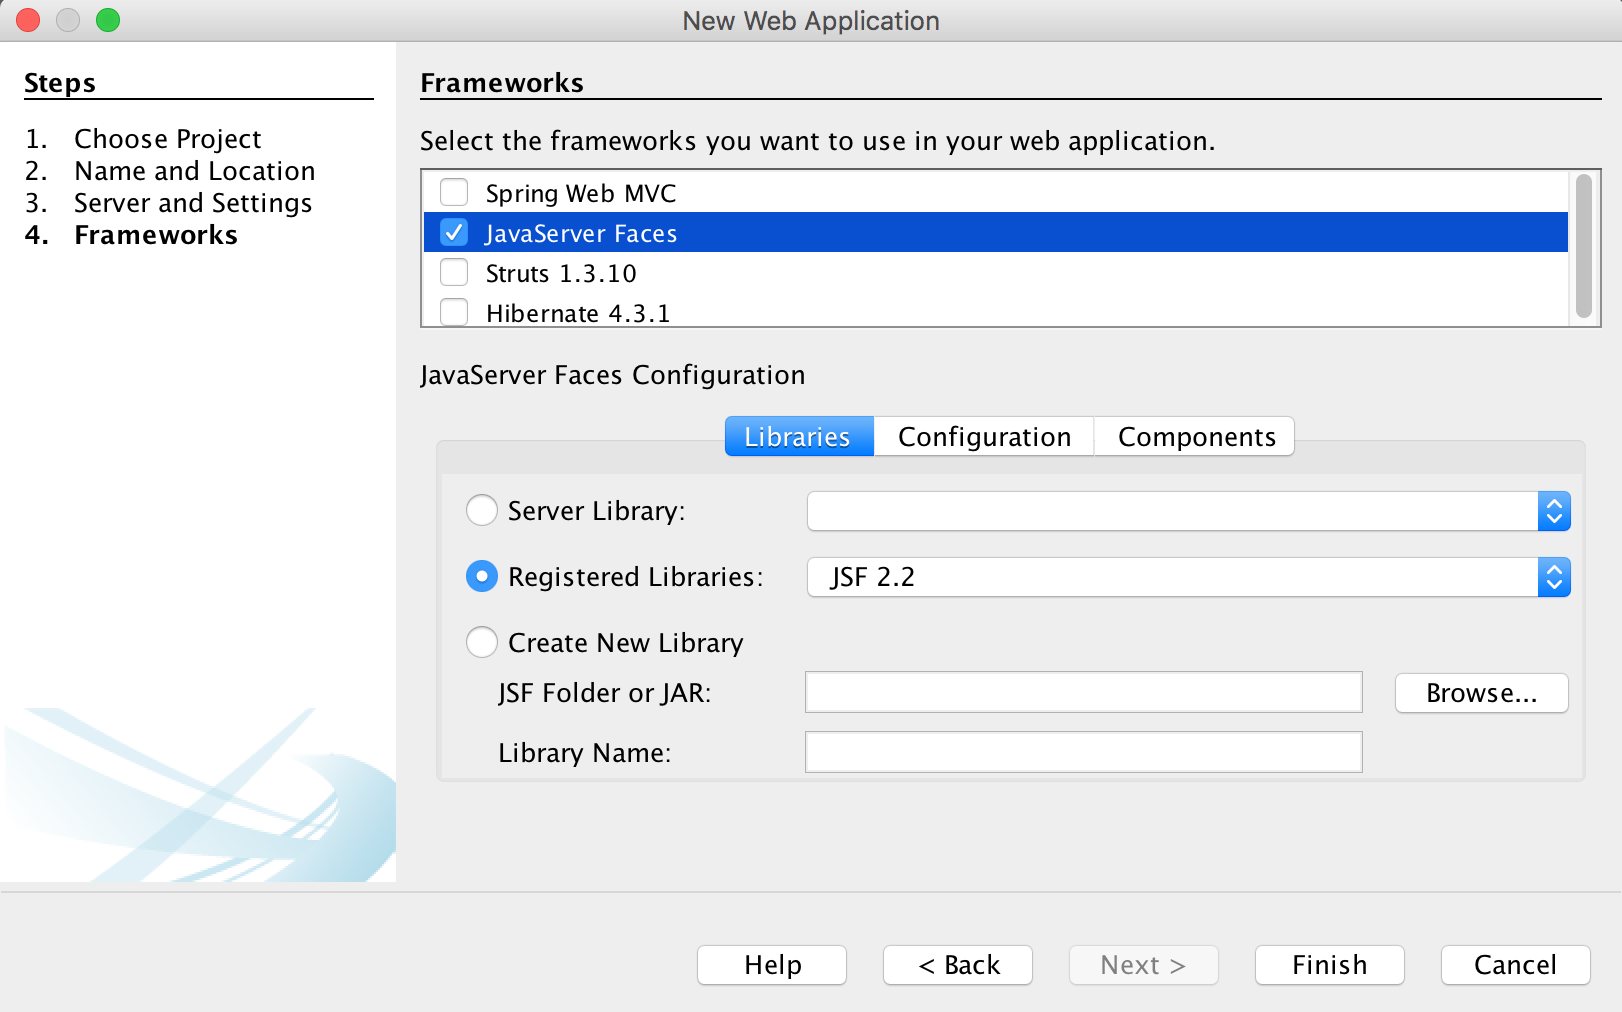 New Web Application
Steps
1. Choose Project
2. Name and Location
3. Server and Settings
4. Frameworks
Frameworks
Select the frameworks you want to use in your web application.
Spring Web MVC
JavaServer Faces
Struts 1.3.10
Hibernate 4.3.1
JavaServer Faces Configuration
Libraries Configuration Components
Server Library:
Registered Libraries: JSF 2.2
Create New Library
JSF Folder or JAR: Browse...
Library Name:
Help < Back Next > Finish Cancel